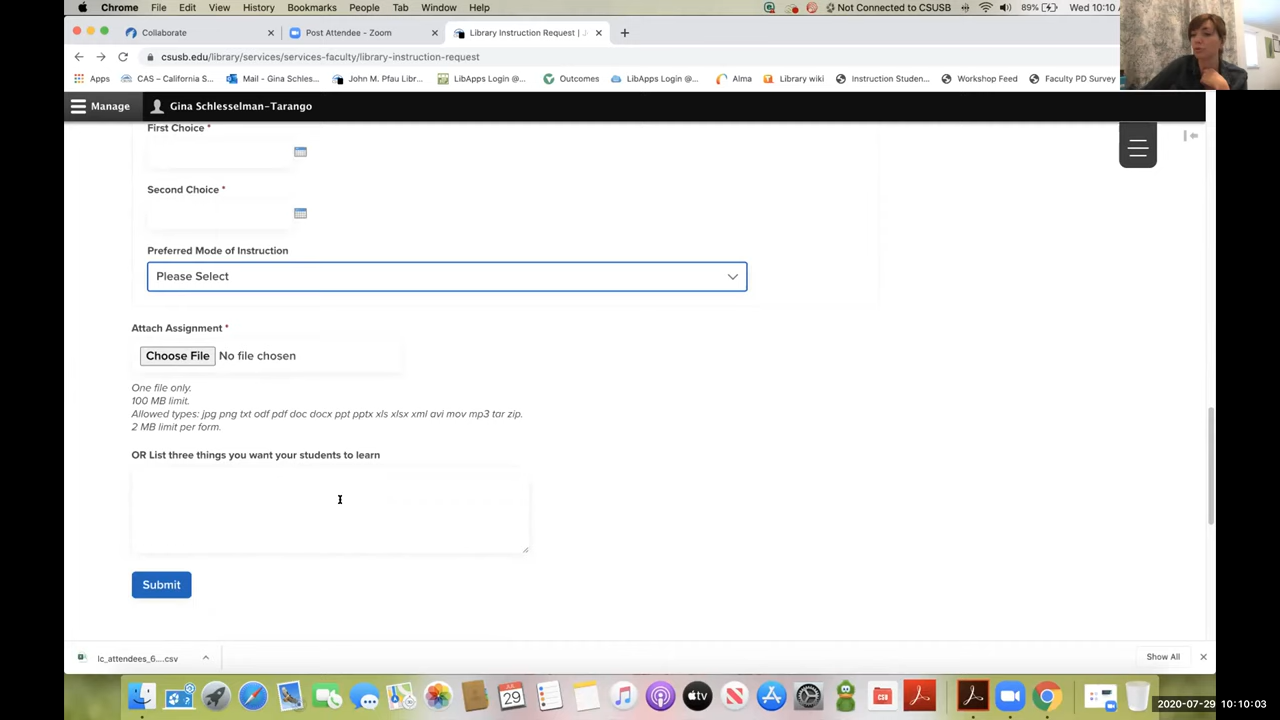 Chrome File Edit View History Bookmarks People Tab Window Help Not Connected to CSUSB 89% Wed 10:10 A
Collaborate Post Attendee - Zoom Library Instruction Request | J
csusb.edu/library/services/services-faculty/library-instruction-request
Apps CAS – California S... Mail - Gina Schles... John M. Pfau Libr... LibApps Login @... Outcomes LibApps Login @... Alma Library wiki Instruction Studen... Workshop Feed Faculty PD Survey
Manage Gina Schlesselman-Tarango
First Choice *
Second Choice *
Preferred Mode of Instruction
Please Select
Attach Assignment *
Choose File No file chosen
One file only.
100 MB limit.
Allowed types: jpg png txt odf pdf doc docx ppt pptx xls xlsx xml avi mov mp3 tar zip.
2 MB limit per form.
OR List three things you want your students to learn
Submit
lc_attendees_6....csv Show All
29 tv
2020-07-29 10:10:03